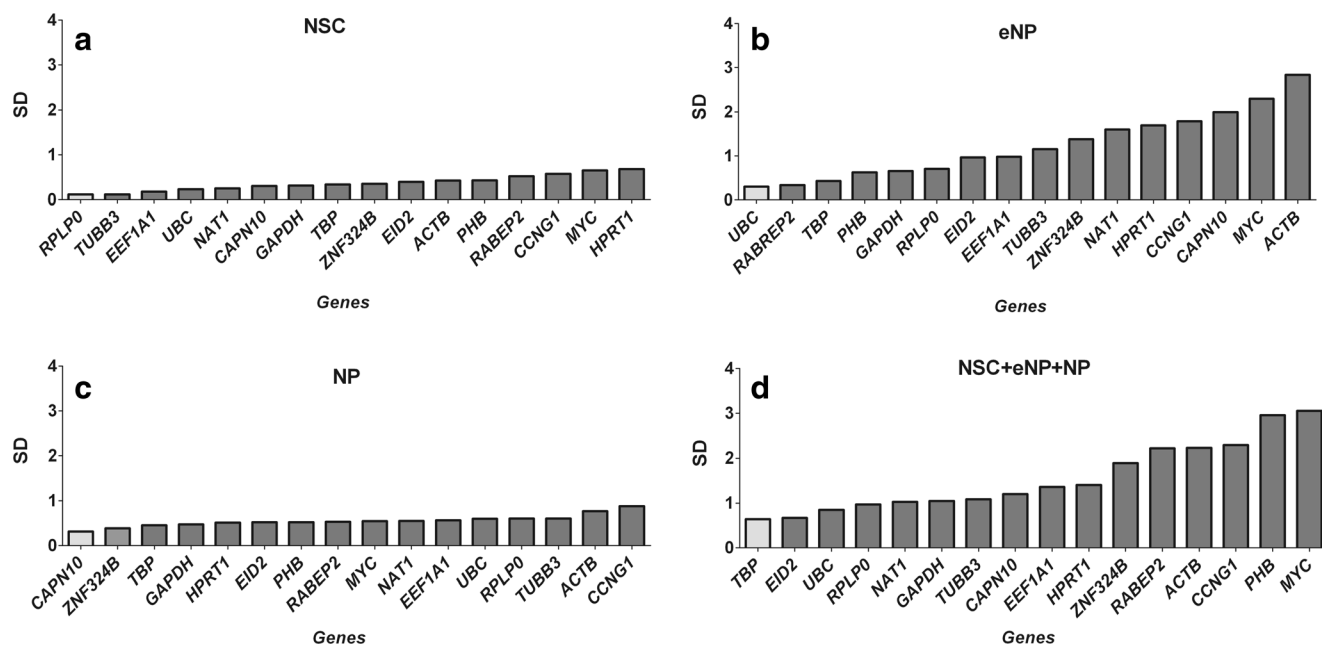 a
NSC
4
3
2
1
0
SD
RPLP0
TUBB3
EEF1A1
UBC
NAT1
CAPN10
GAPDH
TBP
ZNF324B
EID2
ACTB
PHB
RABEP2
CCNG1
MYC
HPRT1
Genes
b
eNP
4
3
2
1
0
SD
UBC
RABREP2
TBP
PHB
GAPDH
RPLP0
EID2
EEF1A1
TUBB3
ZNF324B
NAT1
HPRT1
CCNG1
CAPN10
MYC
ACTB
Genes
c
NP
4
3
2
1
0
SD
CAPN10
ZNF324B
TBP
GAPDH
HPRT1
EID2
PHB
RABEP2
MYC
NAT1
EEF1A1
UBC
RPLP0
TUBB3
ACTB
CCNG1
Genes
d
NSC+eNP+NP
4
3
2
1
0
SD
TBP
EID2
UBC
RPLP0
NAT1
GAPDH
TUBB3
CAPN10
EEF1A1
HPRT1
ZNF324B
RABEP2
ACTB
CCNG1
PHB
MYC
Genes